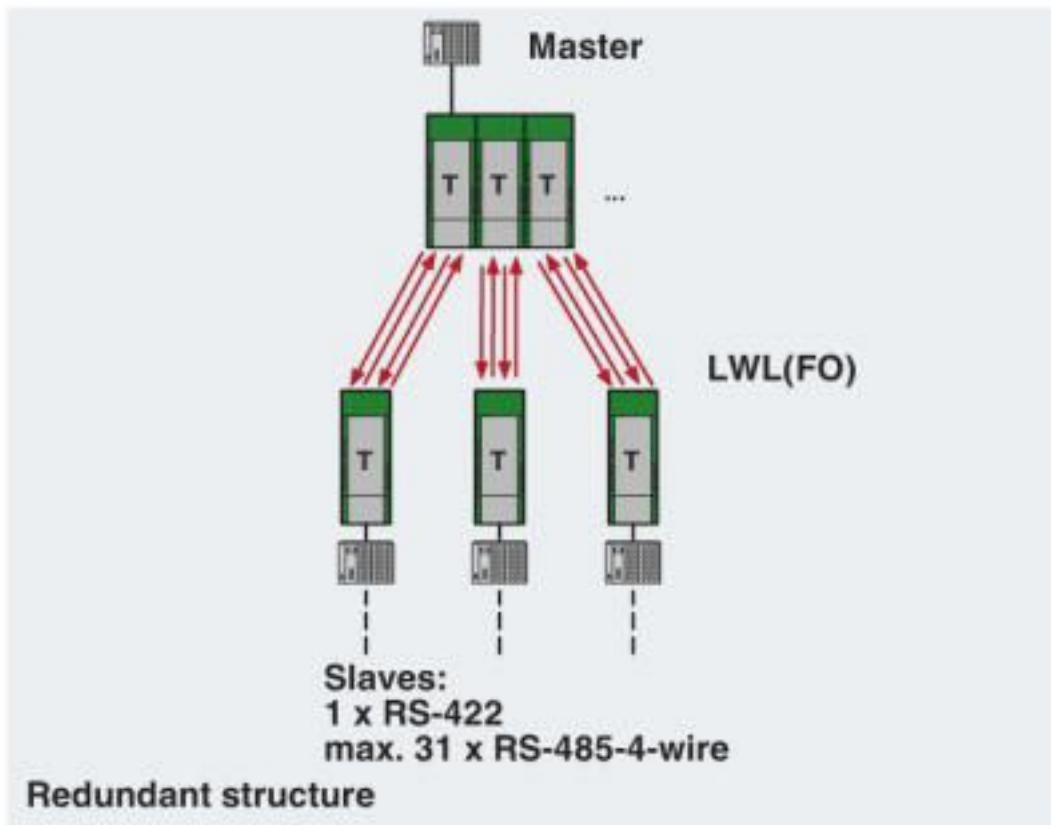 Master
T T T ...
LWL(FO)
T T T
Slaves:
1 x RS-422
max. 31 x RS-485-4-wire
Redundant structure